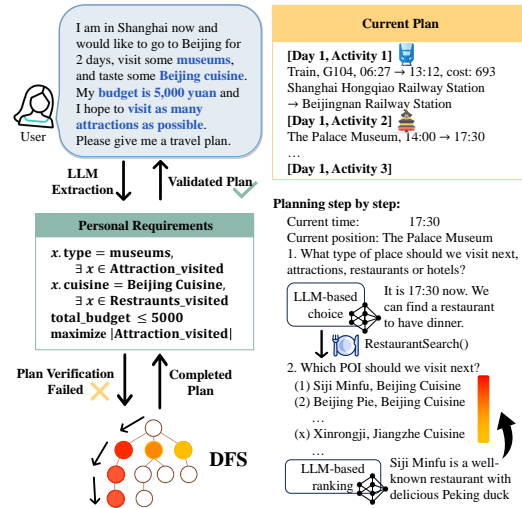 I am in Shanghai now and
would like to go to Beijing for
2 days, visit some museums,
and taste some Beijing cuisine.
My budget is 5000 yuan and
I hope to visit as many
attractions as possible.
Please give me a travel plan.
User
LLM
Extraction
Validated Plan
Personal Requirements
x.type = museums,
∃ x ∈ Attraction_visited
x.cuisine = Beijing Cuisine,
∃ x ∈ Restraunts_visited
total_budget ≤ 5000
maximize |Attraction_visited|
Plan Verification
Failed
Completed
Plan
DFS
Current Plan
[Day 1, Activity 1]
Train, G104, 06:27 → 13:12, cost: 693
Shanghai Hongqiao Railway Station
→ Beijingnan Railway Station
[Day 1, Activity 2]
The Palace Museum, 14:00 → 17:30
…
[Day 1, Activity 3]
Planning step by step:
Current time: 17:30
Current position: The Palace Museum
1. What type of place should we visit next,
attractions, restaurants or hotels?
LLM-based
choice
It is 17:30 now. We
can find a restaurant
to have dinner.
RestaurantSearch()
2. Which POI should we visit next?
(1) Siji Minfu, Beijing Cuisine
(2) Beijing Pie, Beijing Cuisine
…
(x) Xinrongji, Jiangzhe Cuisine
…
LLM-based
ranking
Siji Minfu is a well-
known restaurant with
delicious Peking duck